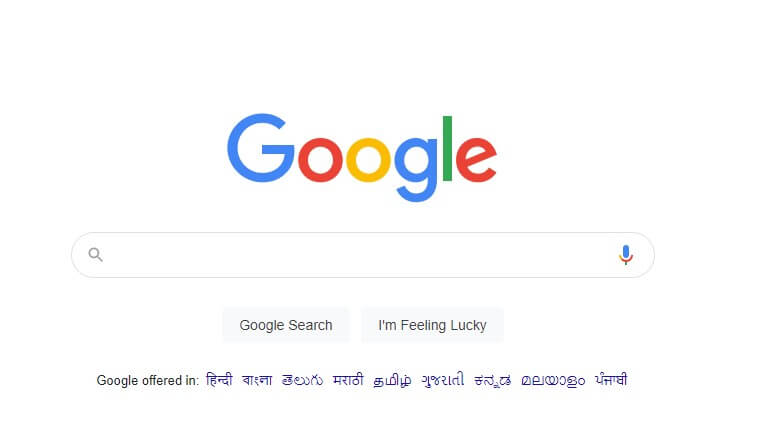 Google
Google Search I'm Feeling Lucky
Google offered in: हिन्दी বাংলা తెలుగు मराठी தமிழ் ગુજરાતી ಕನ್ನಡ മലയാളം ਪੰਜਾਬੀ